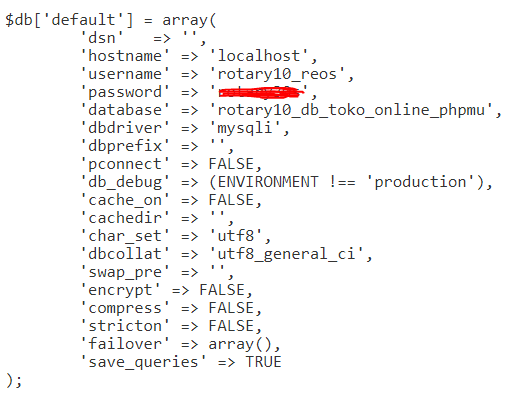 $db['default'] = array(
'dsn' => '',
'hostname' => 'localhost',
'username' => 'rotary10_reos',
'password' => '',
'database' => 'rotary10_db_toko_online_phpmu',
'dbdriver' => 'mysqli',
'dbprefix' => '',
'pconnect' => FALSE,
'db_debug' => (ENVIRONMENT !== 'production'),
'cache_on' => FALSE,
'cachedir' => '',
'char_set' => 'utf8',
'dbcollat' => 'utf8_general_ci',
'swap_pre' => '',
'encrypt' => FALSE,
'compress' => FALSE,
'stricton' => FALSE,
'failover' => array(),
'save_queries' => TRUE
);